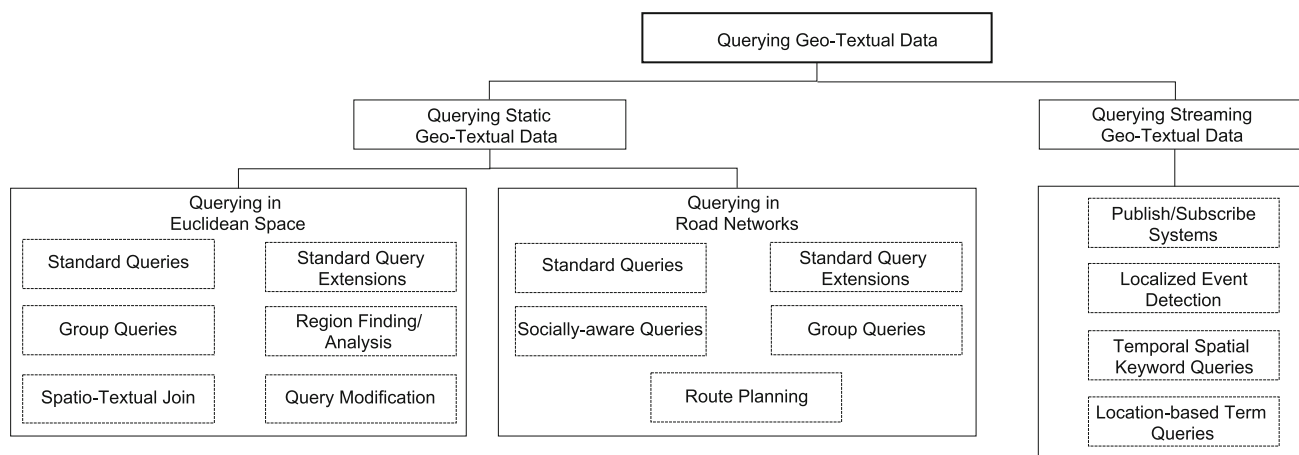 Querying Geo-Textual Data
Querying Static
Geo-Textual Data
Querying Streaming
Geo-Textual Data
Querying in
Euclidean Space
Standard Queries
Standard Query
Extensions
Group Queries
Region Finding/
Analysis
Spatio-Textual Join
Query Modification
Querying in
Road Networks
Standard Queries
Standard Query
Extensions
Socially-aware Queries
Group Queries
Route Planning
Publish/Subscribe
Systems
Localized Event
Detection
Temporal Spatial
Keyword Queries
Location-based Term
Queries